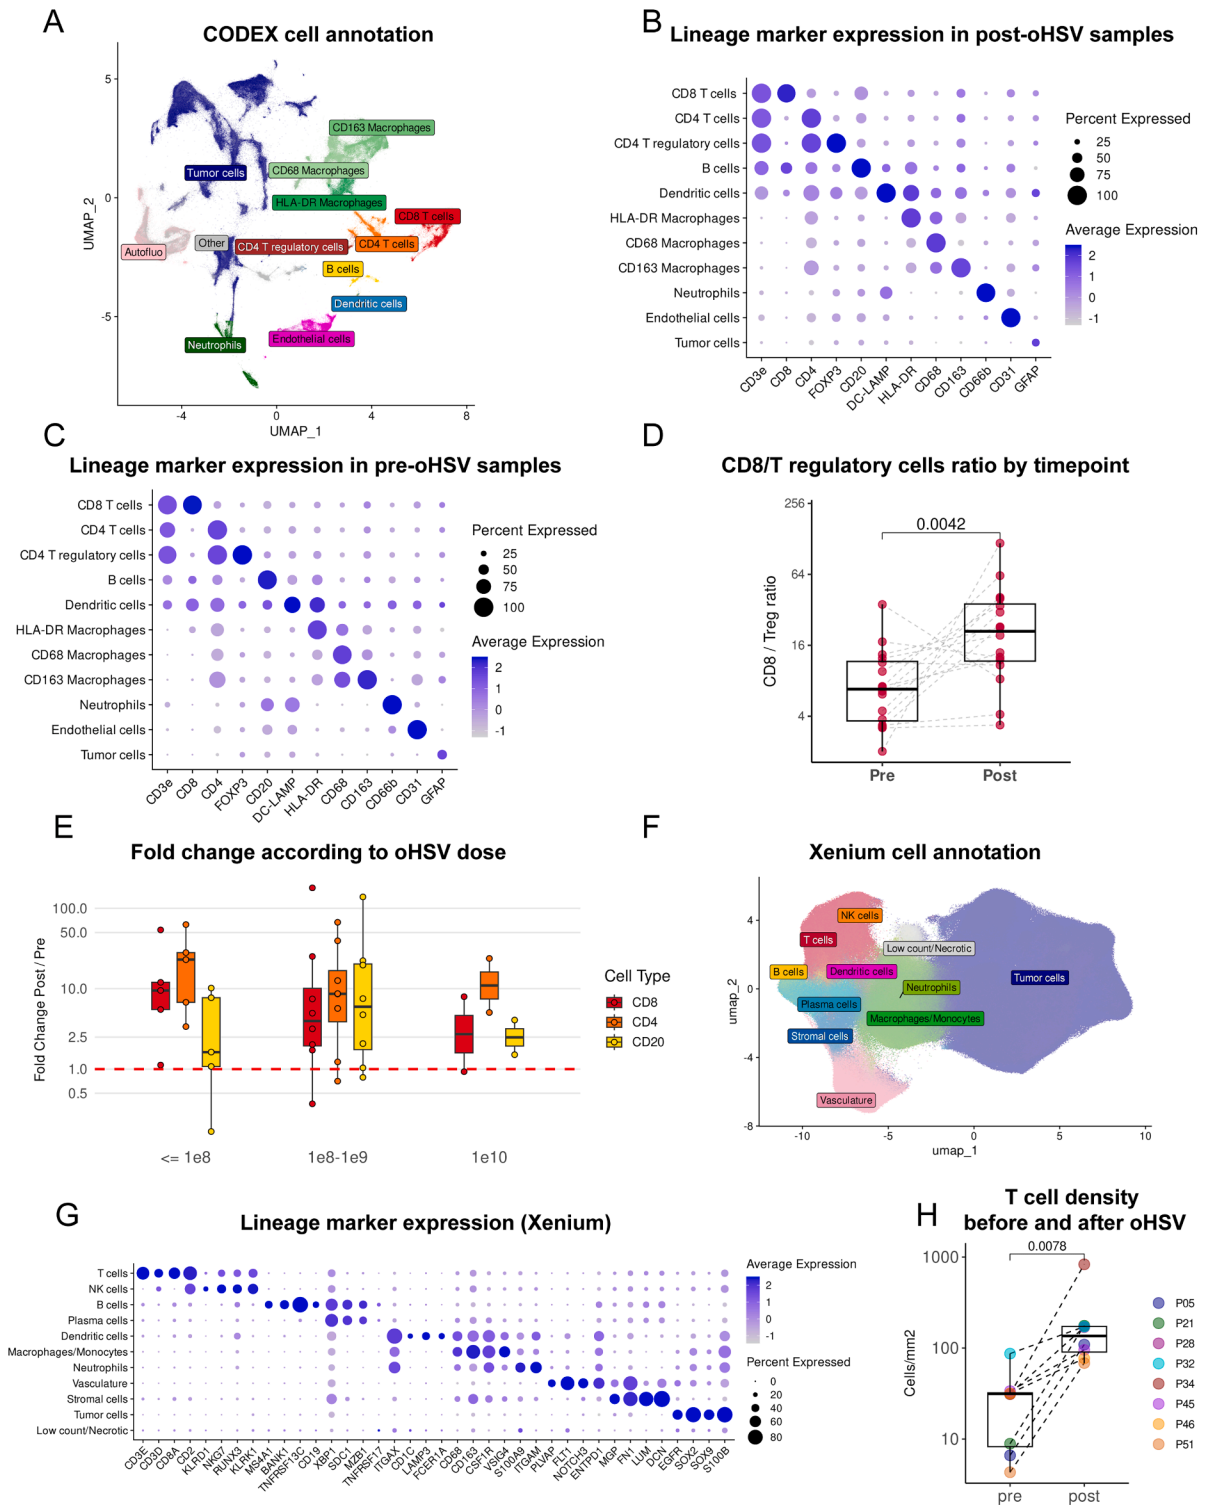 A
CODEX cell annotation
5
0
-5
-4
0
4
8
UMAP_2
UMAP_1
CD163 Macrophages
Tumor cells
CD68 Macrophages
HLA-DR Macrophages
CD8 T cells
Autofluo
Other
CD4 T regulatory cells
CD4 T cells
B cells
Dendritic cells
Neutrophils
Endothelial cells
B
Lineage marker expression in post-oHSV samples
CD8 T cells
CD4 T cells
CD4 T regulatory cells
B cells
Dendritic cells
HLA-DR Macrophages
CD68 Macrophages
CD163 Macrophages
Neutrophils
Endothelial cells
Tumor cells
CD3e
CD8
CD4
FOXP3
CD20
DC-LAMP
HLA-DR
CD68
CD163
CD66b
CD31
GFAP
Percent Expressed
25
50
75
100
Average Expression
2
1
0
-1
C
Lineage marker expression in pre-oHSV samples
CD8 T cells
CD4 T cells
CD4 T regulatory cells
B cells
Dendritic cells
HLA-DR Macrophages
CD68 Macrophages
CD163 Macrophages
Neutrophils
Endothelial cells
Tumor cells
CD3e
CD8
CD4
FOXP3
CD20
DC-LAMP
HLA-DR
CD68
CD163
CD66b
CD31
GFAP
Percent Expressed
25
50
75
100
Average Expression
2
1
0
-1
D
CD8/T regulatory cells ratio by timepoint
256
64
16
4
CD8 / Treg ratio
0.0042
Pre
Post
E
Fold change according to oHSV dose
100.0
50.0
10.0
5.0
2.5
1.0
0.5
Fold Change Post / Pre
<= 1e8
1e8-1e9
1e10
Cell Type
CD8
CD4
CD20
F
Xenium cell annotation
4
0
-4
-8
-10
-5
0
5
10
umap_2
umap_1
NK cells
T cells
Low count/Necrotic
B cells
Dendritic cells
Tumor cells
Neutrophils
Plasma cells
Macrophages/Monocytes
Stromal cells
Vasculature
G
Lineage marker expression (Xenium)
T cells
NK cells
B cells
Plasma cells
Dendritic cells
Macrophages/Monocytes
Neutrophils
Vasculature
Stromal cells
Tumor cells
Low count/Necrotic
CD3E
CD3D
CD8A
CD2
KLRD1
NKG7
RUNX3
KLRK1
MS4A1
BANK1
TNFRSF13C
CD19
XBP1
SDC1
MZB1
TNFRSF17
ITGAX
CD1C
LAMP3
FCER1A
CD68
CD163
CSF1R
VSIG4
S100A9
ITGAM
PLVAP
FLT1
NOTCH3
ENTPD1
MGP
FN1
LUM
DCN
EGFR
SOX2
SOX9
S100B
Average Expression
2
1
0
-1
Percent Expressed
0
20
40
60
80
H
T cell density
before and after oHSV
1000
100
10
Cells/mm2
0.0078
pre
post
P05
P21
P28
P32
P34
P45
P46
P51